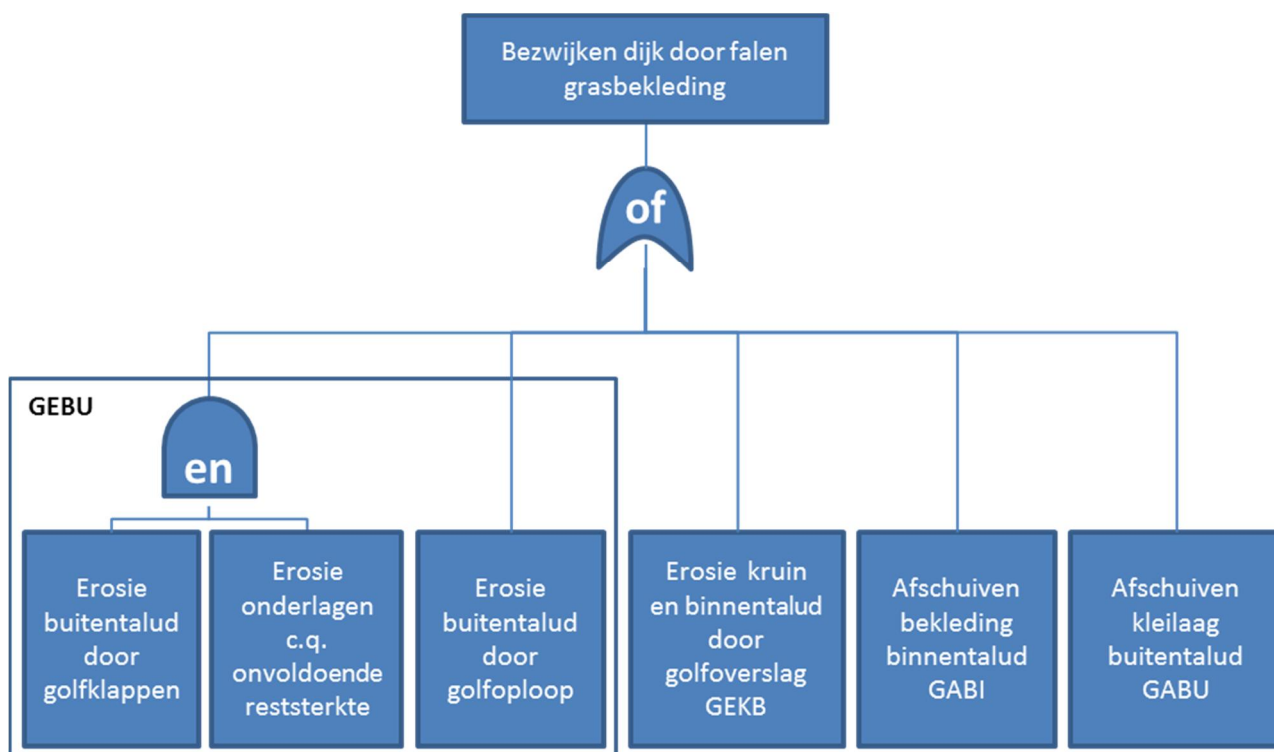 Bezwijken dijk door falen
grasbekleding
of
GEBU
en
Erosie
buitentalud
door
golfklappen
Erosie
onderlagen
c.q.
onvoldoende
reststerkte
Erosie
buitentalud
door
golfoploop
Erosie kruin
en binnentalud
door
golfoverslag
GEKB
Afschuiven
bekleding
binnentalud
GABI
Afschuiven
kleilaag
buitentalud
GABU